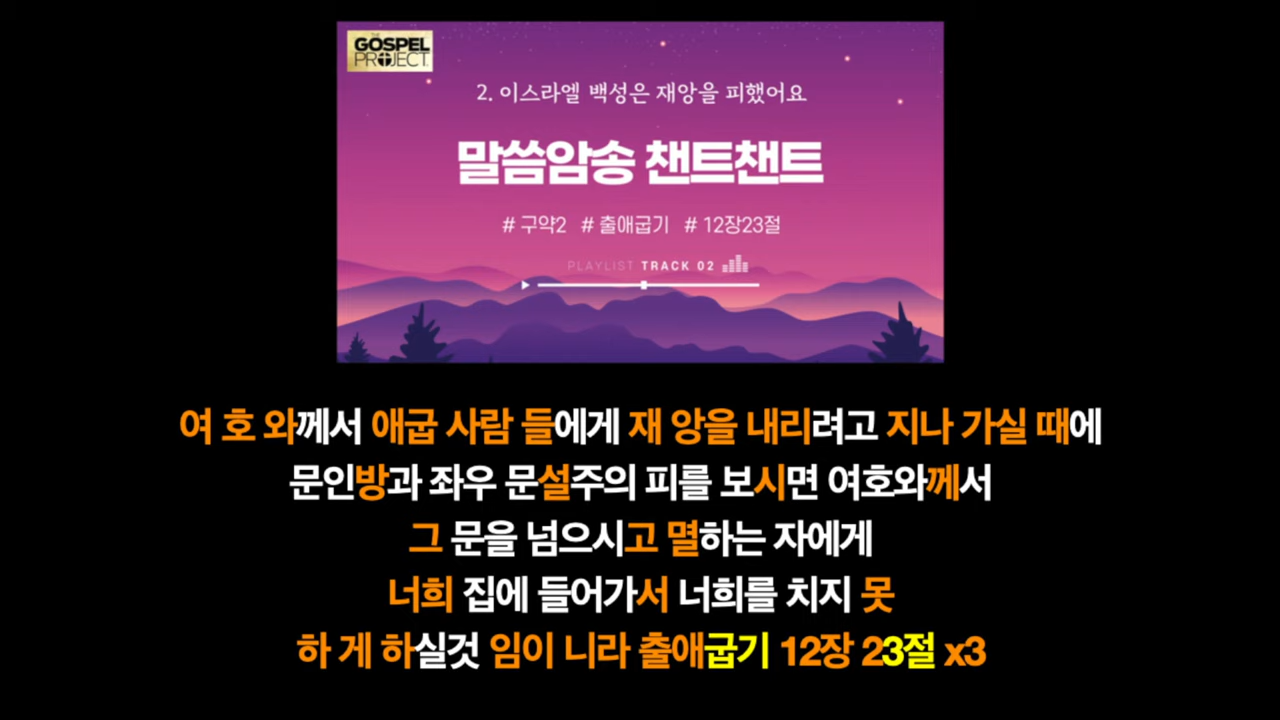 THE
GOSPEL
PROJECT
2. 이스라엘 백성은 재앙을 피했어요
말씀암송 챈트챈트
# 구약2 # 출애굽기 # 12장23절
PLAYLIST TRACK 02
여 호 와께서 애굽 사람 들에게 재 앙을 내리려고 지나 가실 때에
문인방과 좌우 문설주의 피를 보시면 여호와께서
그 문을 넘으시고 멸하는 자에게
너희 집에 들어가서 너희를 치지 못
하 게 하실것 임이 니라 출애굽기 12장 23절 x3